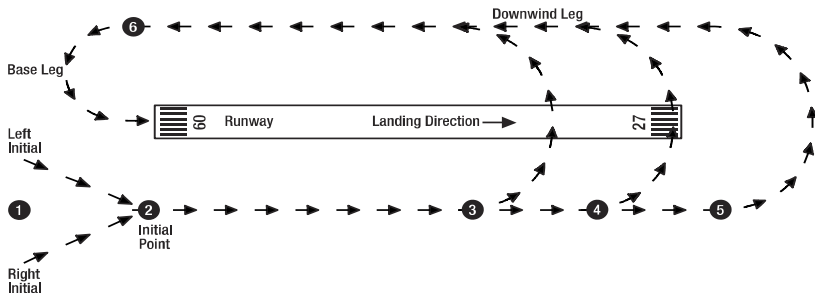 Downwind Leg
6
Base Leg
09
Runway
Landing Direction
27
Left
Initial
1
2
3
4
5
Initial
Point
Right
Initial